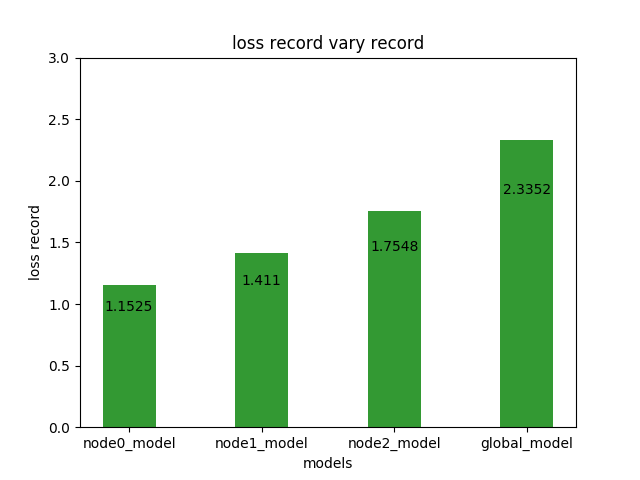 loss record vary record
3.0
2.5
2.0
1.5
1.0
0.5
0.0
loss record
1.1525
1.411
1.7548
2.3352
node0_model
node1_model
node2_model
global_model
models